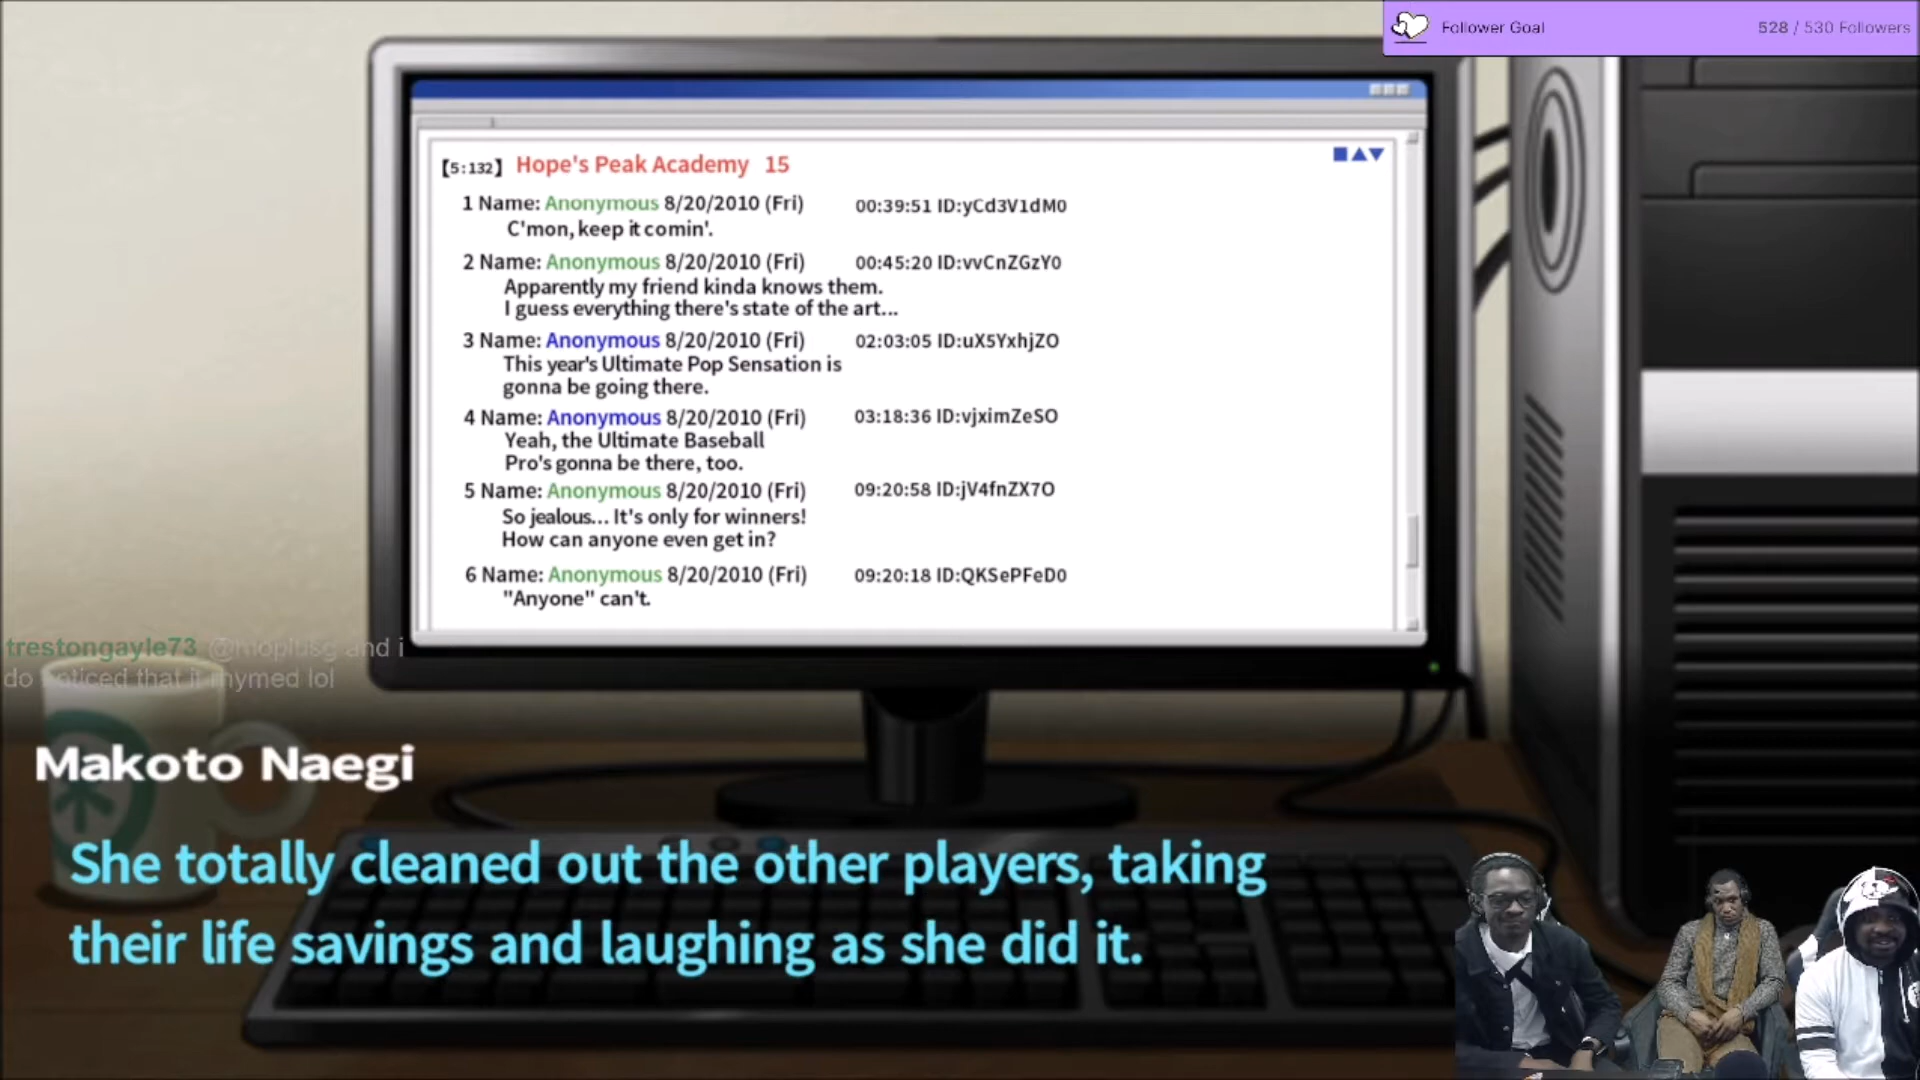 Follower Goal 528 / 530 Followers
【5:132】 Hope's Peak Academy 15
1 Name: Anonymous 8/20/2010 (Fri) 00:39:51 ID:yCd3V1dM0
C'mon, keep it comin'.
2 Name: Anonymous 8/20/2010 (Fri) 00:45:20 ID:vvCnZGzY0
Apparently my friend kinda knows them.
I guess everything there's state of the art...
3 Name: Anonymous 8/20/2010 (Fri) 02:03:05 ID:uX5YxhjZO
This year's Ultimate Pop Sensation is
gonna be going there.
4 Name: Anonymous 8/20/2010 (Fri) 03:18:36 ID:vjximZeSO
Yeah, the Ultimate Baseball
Pro's gonna be there, too.
5 Name: Anonymous 8/20/2010 (Fri) 09:20:58 ID:jV4fnZX7O
So jealous... It's only for winners!
How can anyone even get in?
6 Name: Anonymous 8/20/2010 (Fri) 09:20:18 ID:QKSePFeD0
"Anyone" can't.
trestongayle73 @moplusg and i
do noticed that it rhymed lol
Makoto Naegi
She totally cleaned out the other players, taking
their life savings and laughing as she did it.